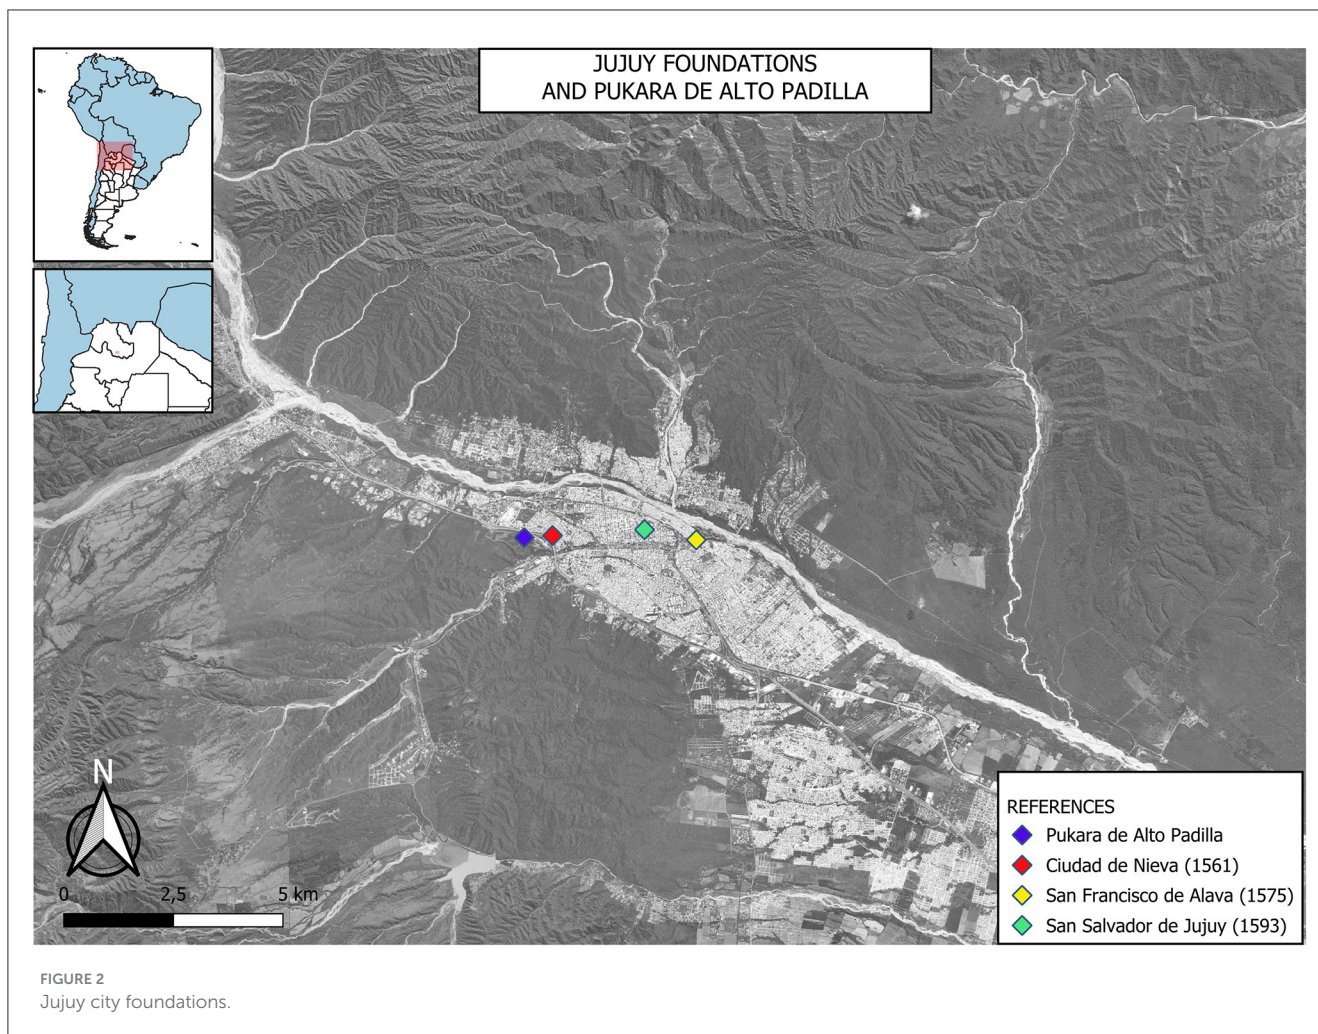 JUJUY FOUNDATIONS
AND PUKARA DE ALTO PADILLA
N
0 2,5 5 km
REFERENCES
Pukara de Alto Padilla
Ciudad de Nieva (1561)
San Francisco de Alava (1575)
San Salvador de Jujuy (1593)
FIGURE 2
Jujuy city foundations.